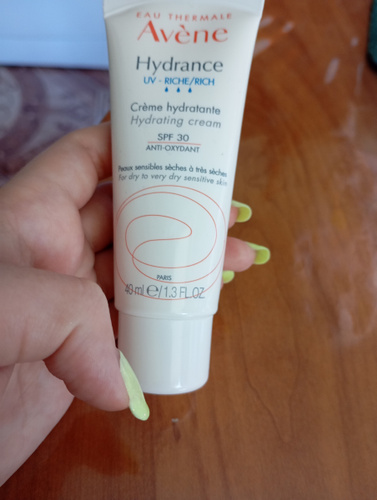 EAU THERMALE
Avène
Hydrance
UV - RICHE/RICH
Crème hydratante
Hydrating cream
SPF 30
ANTI-OXYDANT
Peaux sensibles sèches à très sèches
For dry to very dry sensitive skin
PARIS
40 ml ℮/1.3 FL.OZ.